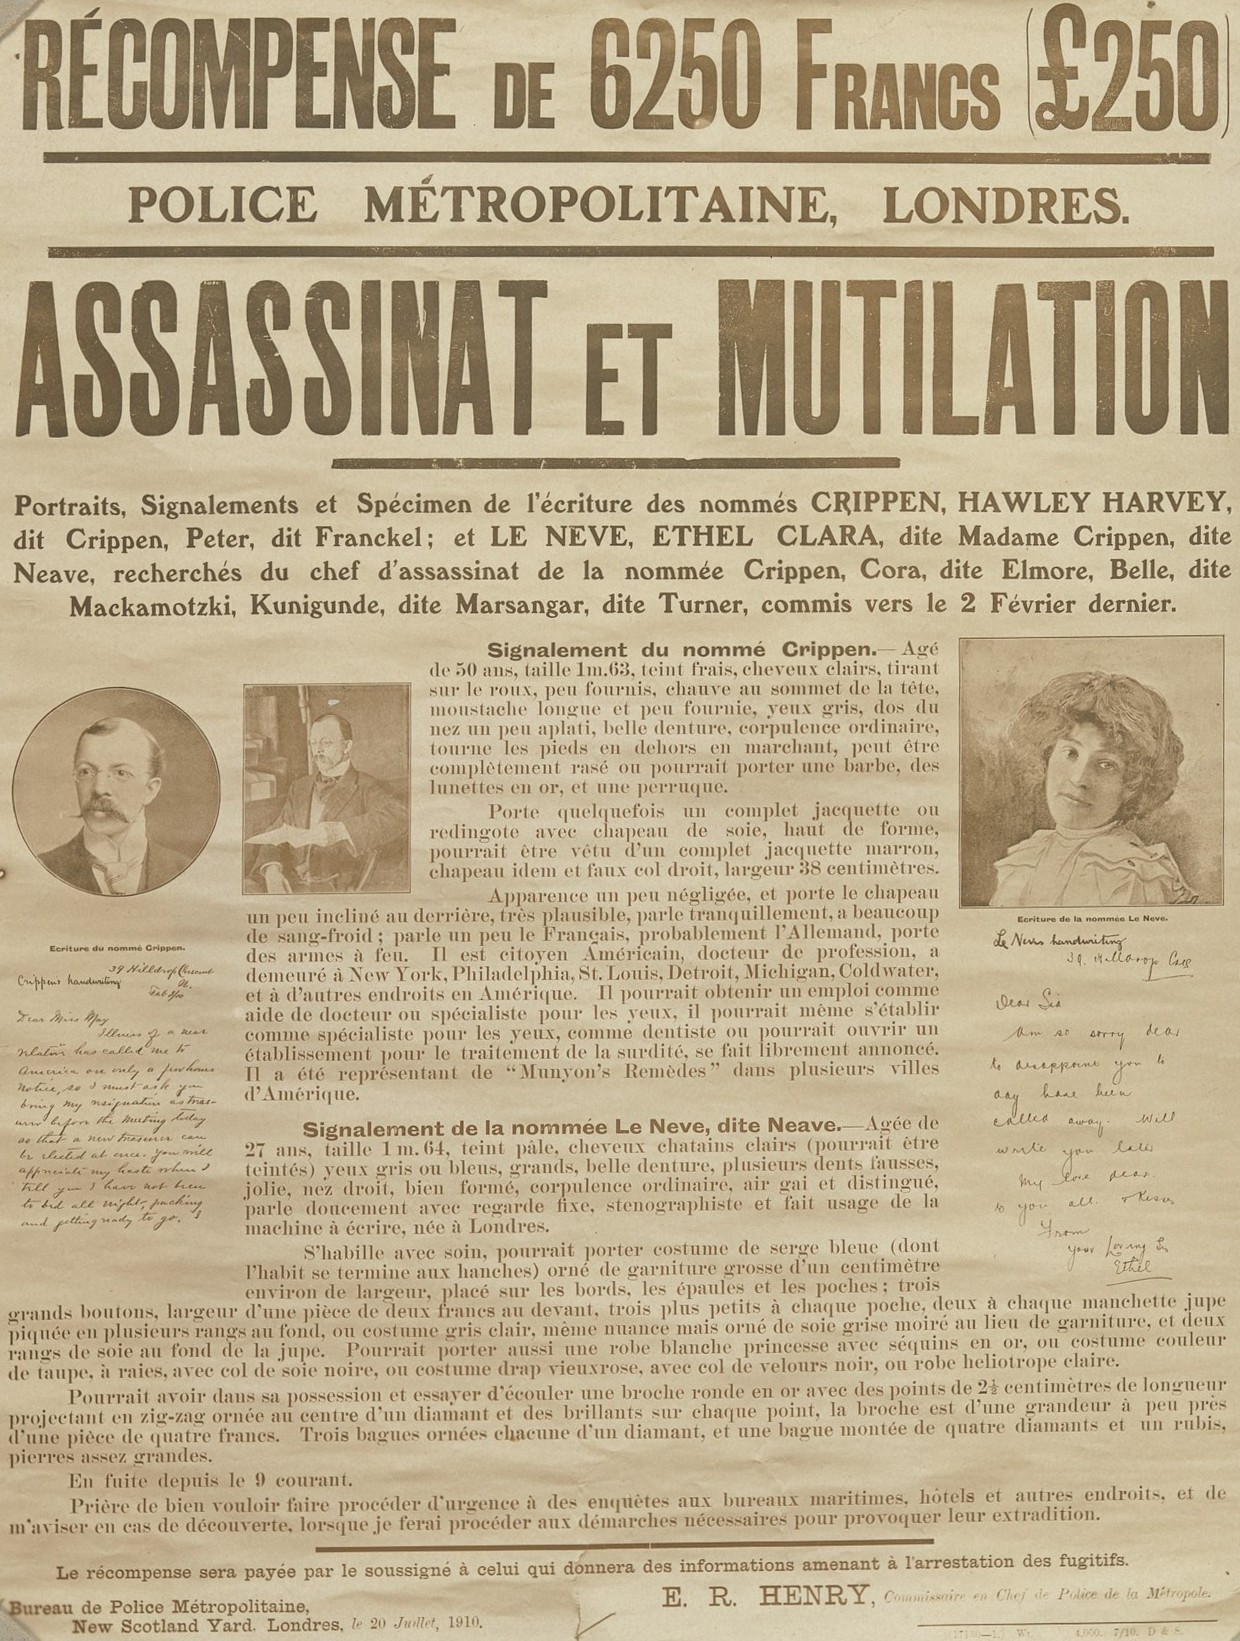 RÉCOMPENSE DE 6250 FRANCS (£250)
POLICE MÉTROPOLITAINE, LONDRES.
ASSASSINAT ET MUTILATION
Portraits, Signalements et Spécimen de l'écriture des nommés CRIPPEN, HAWLEY HARVEY,
dit Crippen, Peter, dit Franckel; et LE NEVE, ETHEL CLARA, dite Madame Crippen, dite
Neave, recherchés du chef d'assassinat de la nommée Crippen, Cora, dite Elmore, Belle, dite
Mackamotzki, Kunigunde, dite Marsangar, dite Turner, commis vers le 2 Février dernier.
Signalement du nommé Crippen.—Agé
de 50 ans, taille 1m.63, teint frais, cheveux clairs, tirant
sur le roux, peu fournis, chauve au sommet de la tête,
moustache longue et peu fournie, yeux gris, dos du
nez un peu aplati, belle denture, corpulence ordinaire,
tourne les pieds en dehors en marchant, peut être
complètement rasé ou pourrait porter une barbe, des
lunettes en or, et une perruque.
Porte quelquefois un complet jacquette ou
redingote avec chapeau de soie, haut de forme,
pourrait être vêtu d'un complet jacquette marron,
chapeau idem et faux col droit, largeur 38 centimètres.
Apparence un peu négligée, et porte le chapeau
un peu incliné au derrière, très plausible, parle tranquillement, a beaucoup
de sang-froid; parle un peu le Français, probablement l'Allemand, porte
des armes à feu. Il est citoyen Américain, docteur de profession, a
demeuré à New York, Philadelphia, St. Louis, Detroit, Michigan, Coldwater,
et à d'autres endroits en Amérique. Il pourrait obtenir un emploi comme
aide de docteur ou spécialiste pour les yeux, il pourrait même s'établir
comme spécialiste pour les yeux, comme dentiste ou pourrait ouvrir un
établissement pour le traitement de la surdité, se fait librement annoncé.
Il a été représentant de "Munyon's Remèdes" dans plusieurs villes
d'Amérique.
Signalement de la nommée Le Neve, dite Neave.—Agée de
27 ans, taille 1m.64, teint pâle, cheveux chatains clairs (pourrait être
teintés) yeux gris ou bleus, grands, belle denture, plusieurs dents fausses,
jolie, nez droit, bien formé, corpulence ordinaire, air gai et distingué,
parle doucement avec regarde fixe, stenographiste et fait usage de la
machine à écrire, née à Londres.
S'habille avec soin, pourrait porter costume de serge bleue (dont
l'habit se termine aux hanches) orné de garniture grosse d'un centimètre
environ de largeur, placé sur les bords, les épaules et les poches; trois
grands boutons, largeur d'une pièce de deux francs au devant, trois plus petits à chaque poche, deux à chaque manchette jupe
piquée en plusieurs rangs au fond, ou costume gris clair, même nuance mais orné de soie grise moiré au lieu de garniture, et deux
rangs de soie au fond de la jupe. Pourrait porter aussi une robe blanche princesse avec séquins en or, ou costume couleur
de taupe, à raies, avec col de soie noire, ou costume drap vieuxrose, avec col de velours noir, ou robe heliotrope claire.
Pourrait avoir dans sa possession et essayer d'écouler une broche ronde en or avec des points de 2½ centimètres de longueur
projectant en zig-zag ornée au centre d'un diamant et des brillants sur chaque point, la broche est d'une grandeur à peu près
d'une pièce de quatre francs. Trois bagues ornées chacune d'un diamant, et une bague montée de quatre diamants et un rubis,
pierres assez grandes.
En fuite depuis le 9 courant.
Prière de bien vouloir faire procéder d'urgence à des enquêtes aux bureaux maritimes, hôtels et autres endroits, et de
m'aviser en cas de découverte, lorsque je ferai procéder aux démarches nécessaires pour provoquer leur extradition.
Ecriture du nommé Crippen.
Crippen's handwriting
39 Hilldrop Crescent
N.
Dear Miss May
Illness of a near
relative has called me to
America on only a few hours
notice, so I must ask you
bring my resignation as treas-
urer before the meeting today
so that a new treasurer can
be elected at once. you will
appreciate my haste when I
tell you I have not been
to bed all night, packing
and getting ready to go. I
Ecriture de la nommée Le Neve.
Le Neves handwriting
39. Hilldrop Cres
Dear Sis
am so sorry dear
to disappoint you to
day have been
called away. Will
write you later
My love dear
to you all. & kisses
From
your Loving Sis
Ethel
Le récompense sera payée par le soussigné à celui qui donnera des informations amenant à l'arrestation des fugitifs.
E. R. HENRY, Commissaire en Chef de Police de la Métropole.
Bureau de Police Métropolitaine,
New Scotland Yard. Londres, le 20 Juillet, 1910.
4,000. 7/10. D & S.